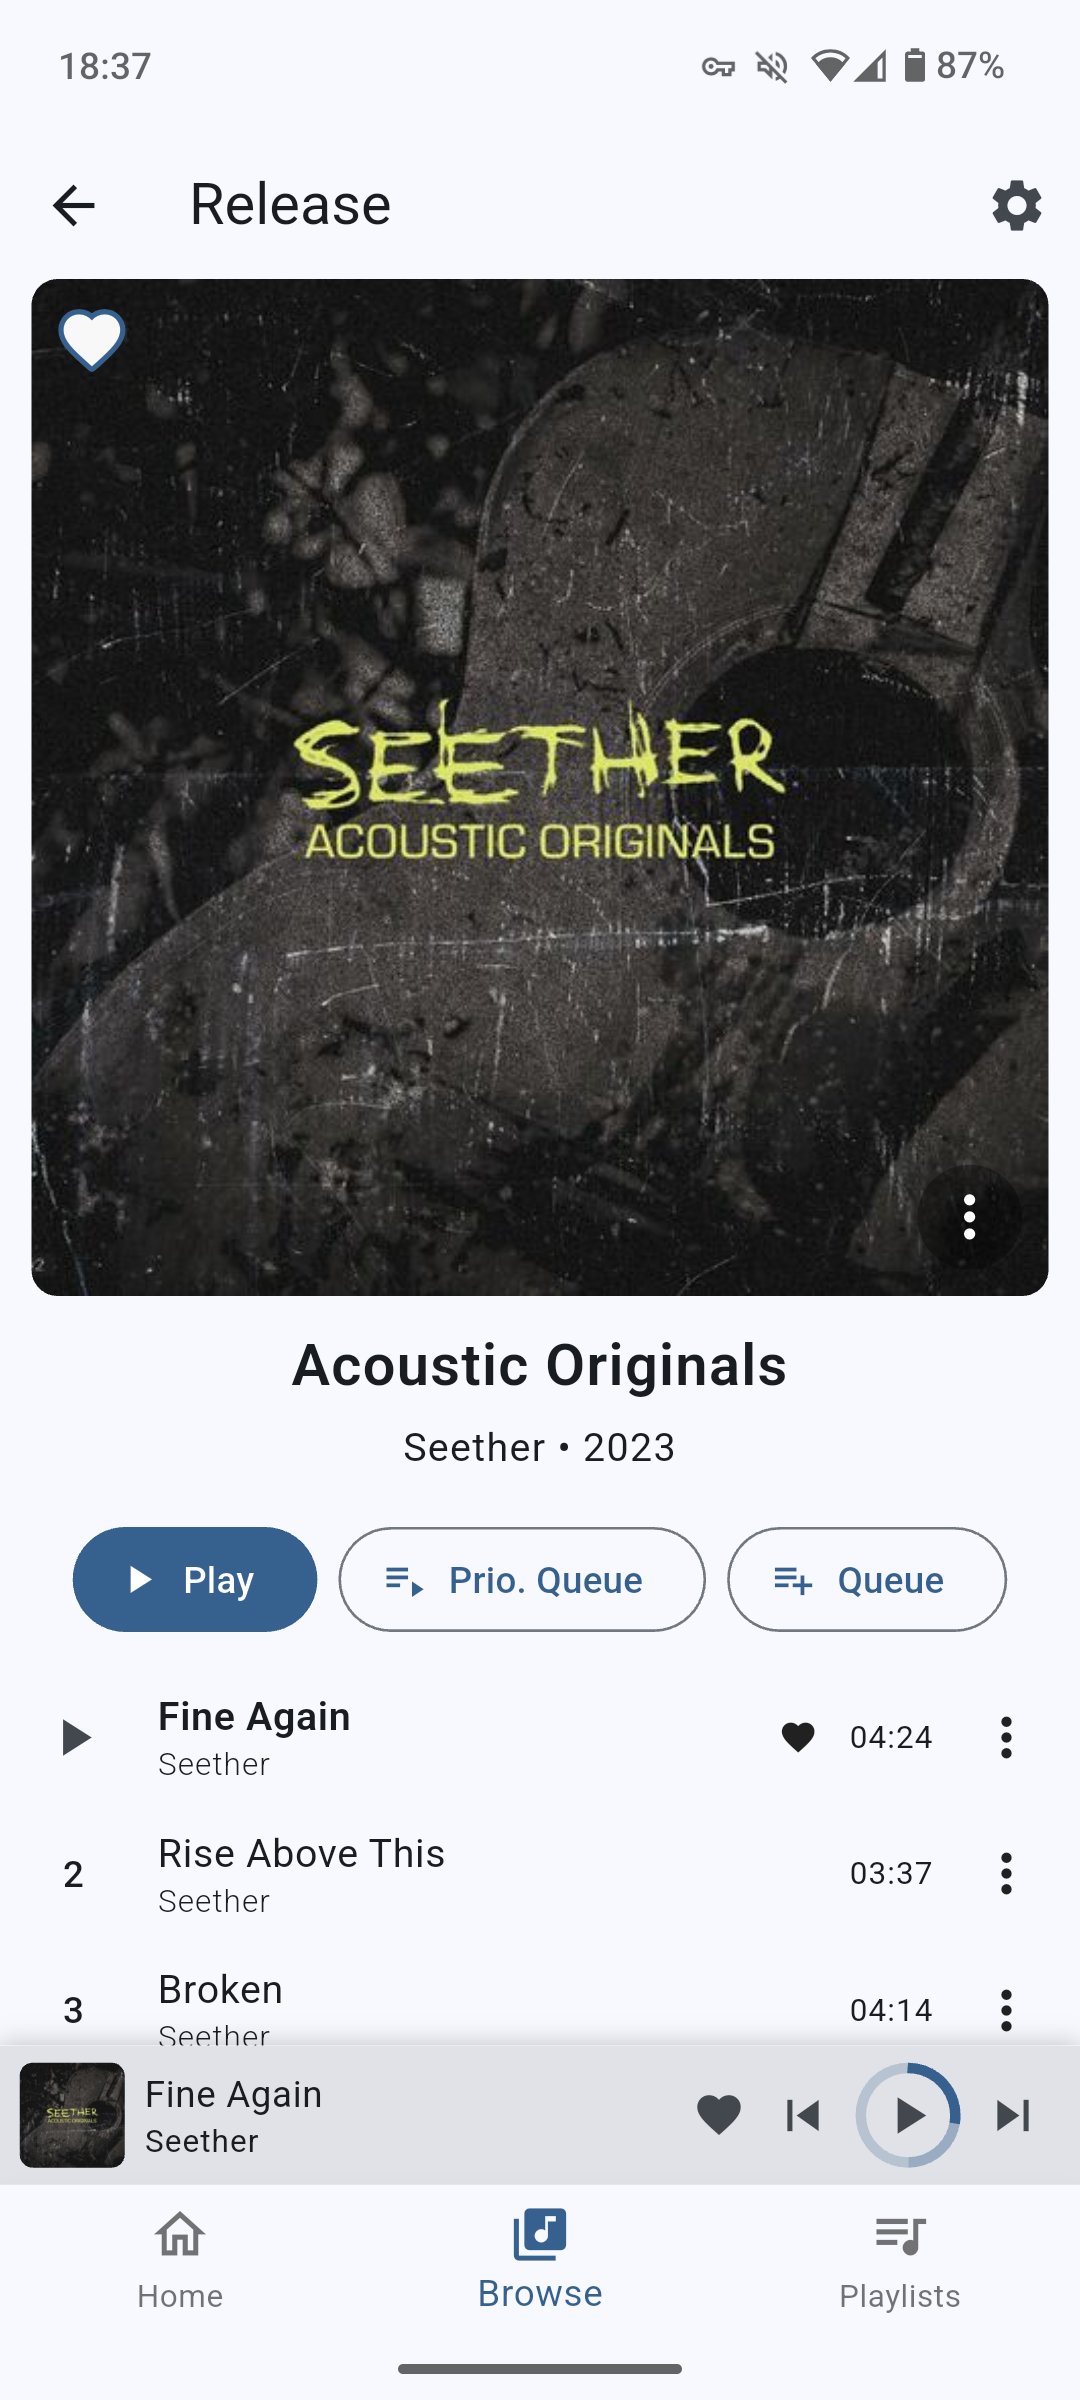 18:37
87%
Release
SEETHER
ACOUSTIC ORIGINALS
Acoustic Originals
Seether • 2023
Play
Prio. Queue
Queue
Fine Again
Seether
04:24
2
Rise Above This
Seether
03:37
3
Broken
Seether
04:14
SEETHER
ACOUSTIC ORIGINALS
Fine Again
Seether
Home
Browse
Playlists